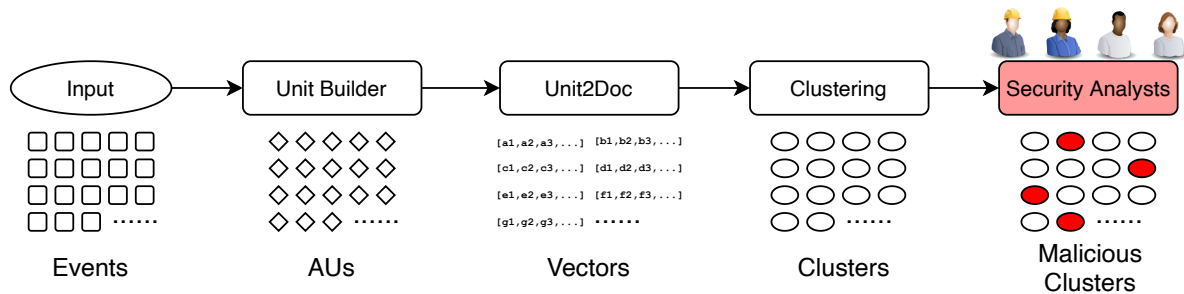 Input
Unit Builder
Unit2Doc
Clustering
Security Analysts
[a1,a2,a3,...] [b1,b2,b3,...]
[c1,c2,c3,...] [d1,d2,d3,...]
[e1,e2,e3,...] [f1,f2,f3,...]
...... ...... [g1,g2,g3,...] ...... ...... ......
Events
AUs
Vectors
Clusters
Malicious
Clusters